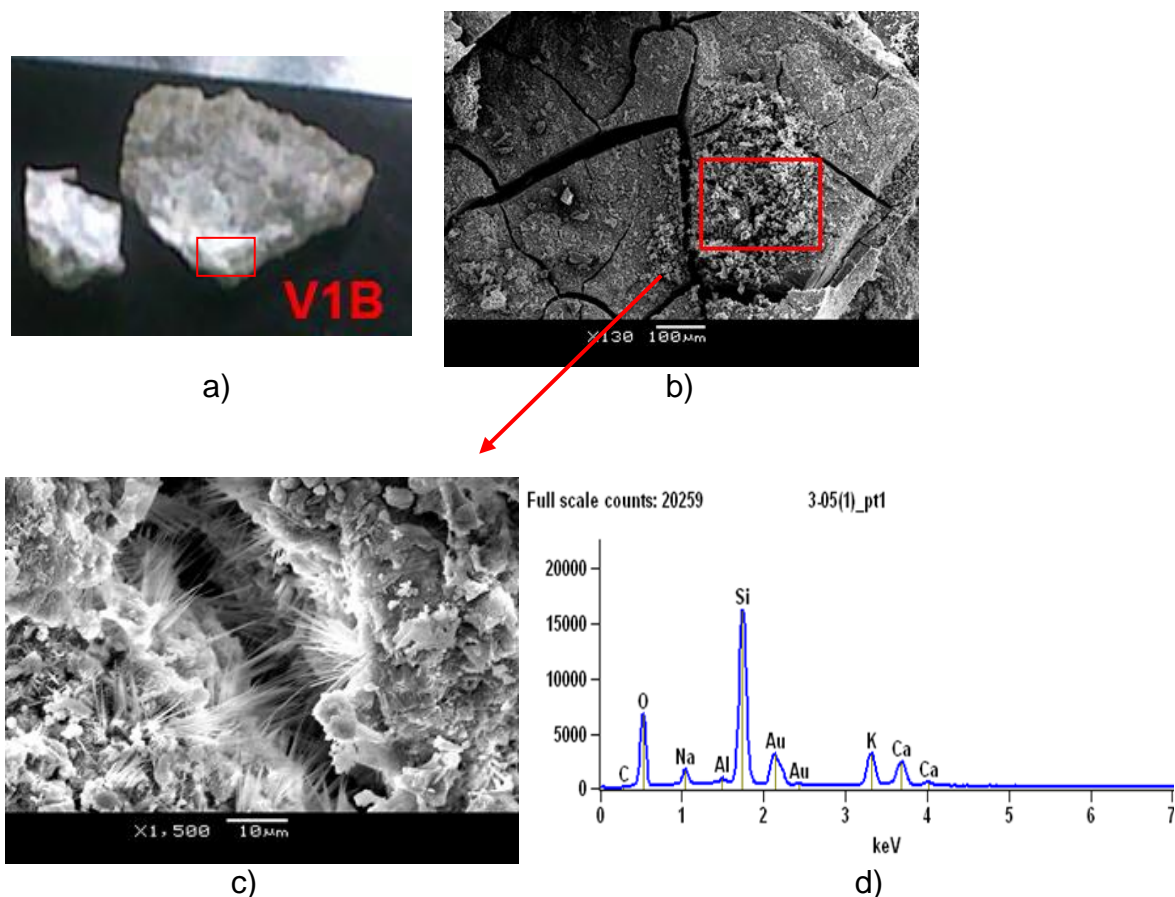 V1B
a)
X130 100µm
b)
X1,500 10µm
c)
Full scale counts: 20259 3-05(1)_pt1
20000
15000
10000
5000
0
Si
O
Na
Al
Au
Au
K
Ca
Ca
C
0 1 2 3 4 5 6 7
keV
d)